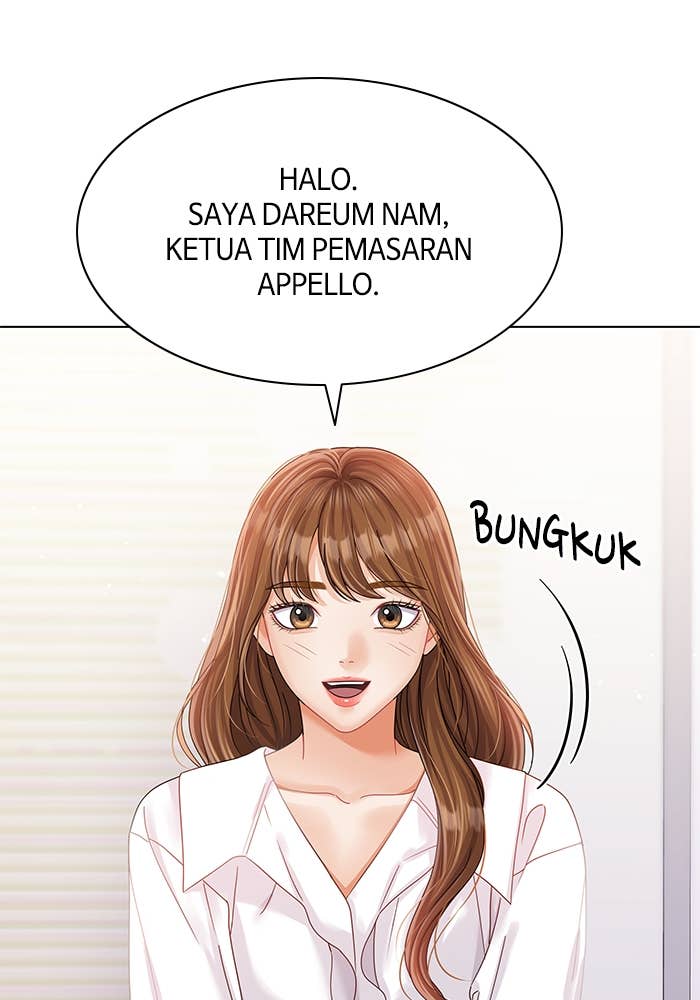 HALO.
SAYA DAREUM NAM,
KETUA TIM PEMASARAN
APPELLO.
BUNGKUK